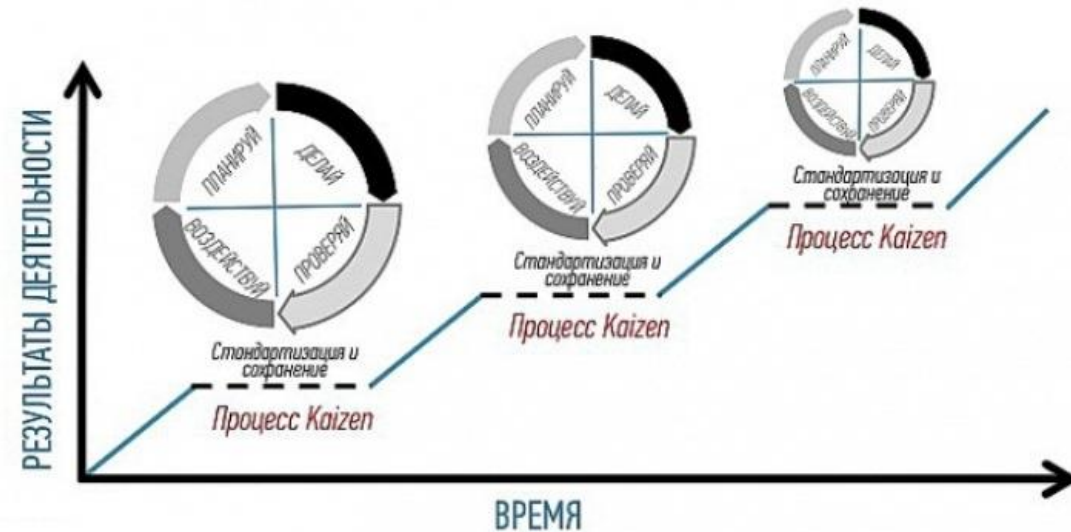 РЕЗУЛЬТАТЫ ДЕЯТЕЛЬНОСТИ
ПЛАНИРУЙ
ДЕЛАЙ
ВОЗДЕЙСТВУЙ
ПРОВЕРЯЙ
Стандартизация и
сохранение
Процесс Kaizen
ПЛАНИРУЙ
ДЕЛАЙ
ВОЗДЕЙСТВУЙ
ПРОВЕРЯЙ
Стандартизация и
сохранение
Процесс Kaizen
ПЛАНИРУЙ
ДЕЛАЙ
ВОЗДЕЙСТВУЙ
ПРОВЕРЯЙ
Стандартизация и
сохранение
Процесс Kaizen
ВРЕМЯ